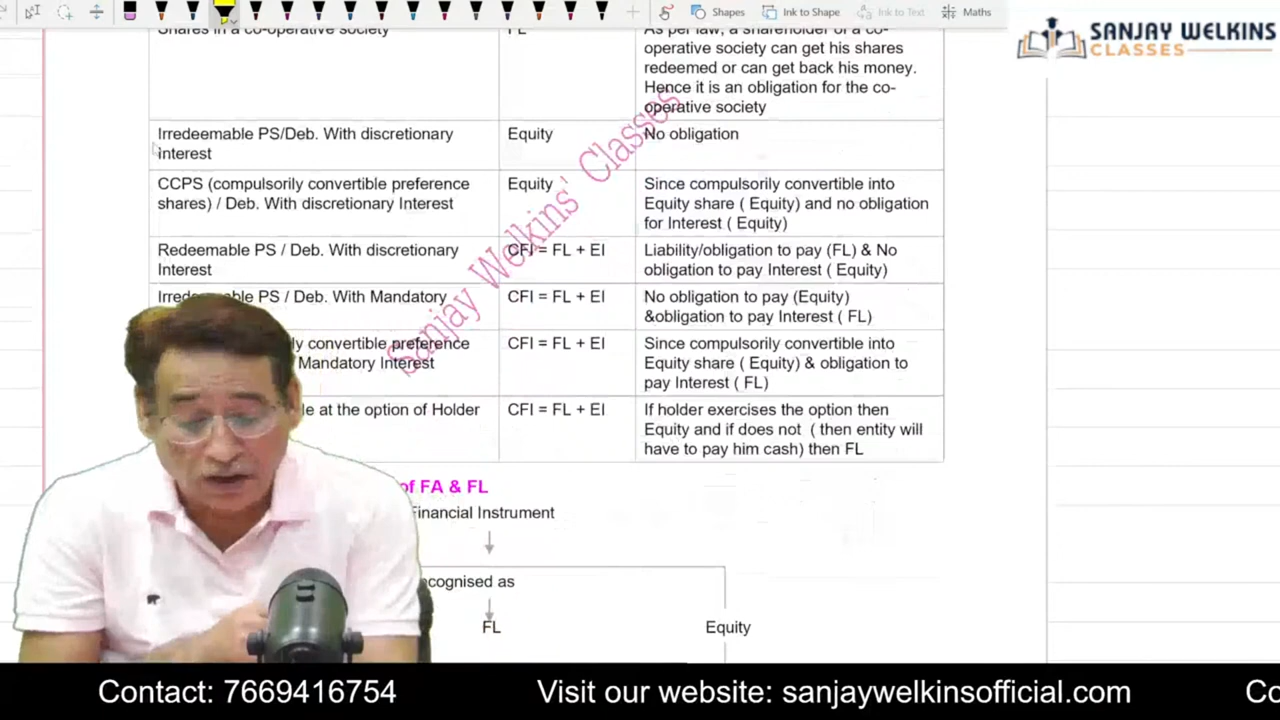 Shapes
Ink to Shape
Ink to Text
Maths
SANJAY WELKINS
CLASSES
Shares in a co-operative society
FL
As per law, a shareholder of a co-
operative society can get his shares
redeemed or can get back his money.
Hence it is an obligation for the co-
operative society
Irredeemable PS/Deb. With discretionary
Interest
Equity
No obligation
CCPS (compulsorily convertible preference
shares) / Deb. With discretionary Interest
Equity
Since compulsorily convertible into
Equity share ( Equity) and no obligation
for Interest ( Equity)
Redeemable PS / Deb. With discretionary
Interest
CFI = FL + EI
Liability/obligation to pay (FL) & No
obligation to pay Interest ( Equity)
PS / Deb. With Mandatory
CFI = FL + EI
No obligation to pay (Equity)
&obligation to pay Interest ( FL)
convertible preference
Mandatory Interest
CFI = FL + EI
Since compulsorily convertible into
Equity share ( Equity) & obligation to
pay Interest ( FL)
at the option of Holder
CFI = FL + EI
If holder exercises the option then
Equity and if does not ( then entity will
have to pay him cash) then FL
Sanjay Welkins' Classes
of FA & FL
Financial Instrument
cognised as
FL
Equity
Contact: 7669416754
Visit our website: sanjaywelkinsofficial.com
Co